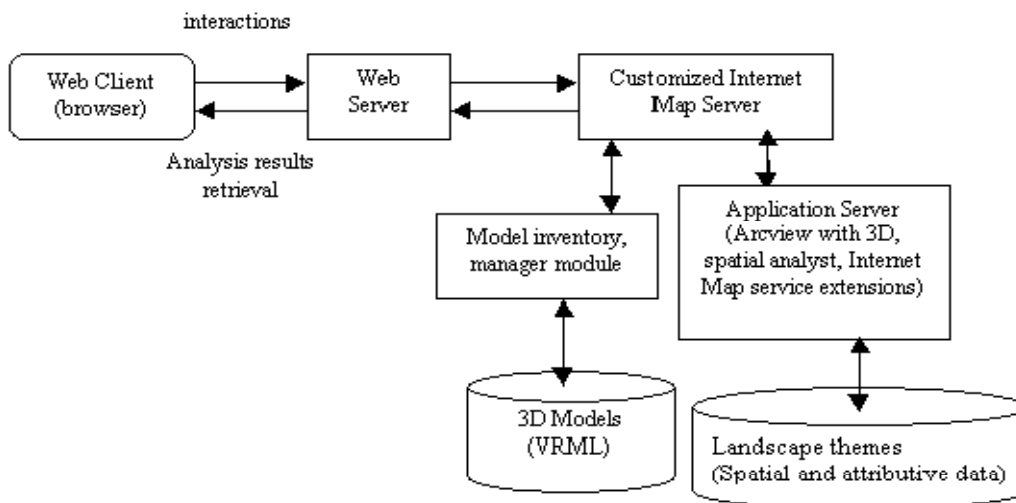 interactions
Web Client
(browser)
Web
Server
Customized Internet
Map Server
Analysis results
retrieval
Model inventory,
manager module
Application Server
(Arcview with 3D,
spatial analyst, Internet
Map service extensions)
3D Models
(VRML)
Landscape themes
(Spatial and attributive data)